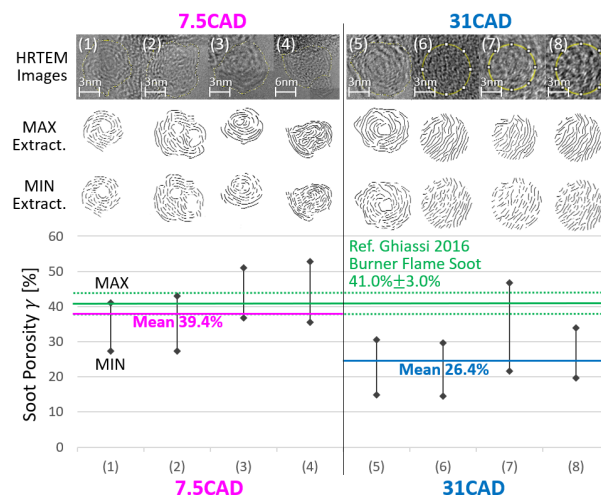 7.5CAD 31CAD
HRTEM
Images
(1) (2) (3) (4) (5) (6) (7) (8)
3nm 3nm 3nm 6nm 3nm 3nm 3nm 3nm
MAX
Extract.
MIN
Extract.
Soot Porosity γ [%]
60
50
40
30
20
10
0
MAX
Mean 39.4%
MIN
Ref. Ghiassi 2016
Burner Flame Soot
41.0%±3.0%
Mean 26.4%
(1) (2) (3) (4) (5) (6) (7) (8)
7.5CAD 31CAD